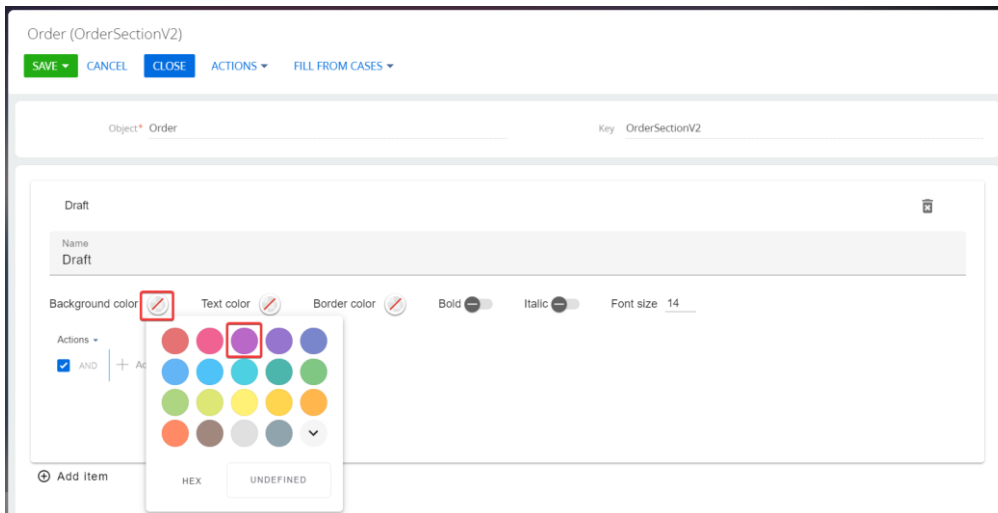 Order (OrderSectionV2)
SAVE CANCEL CLOSE ACTIONS FILL FROM CASES
Object* Order Key OrderSectionV2
Draft
Name
Draft
Background color Text color Border color Bold Italic Font size 14
Actions
AND
Add item
HEX UNDEFINED